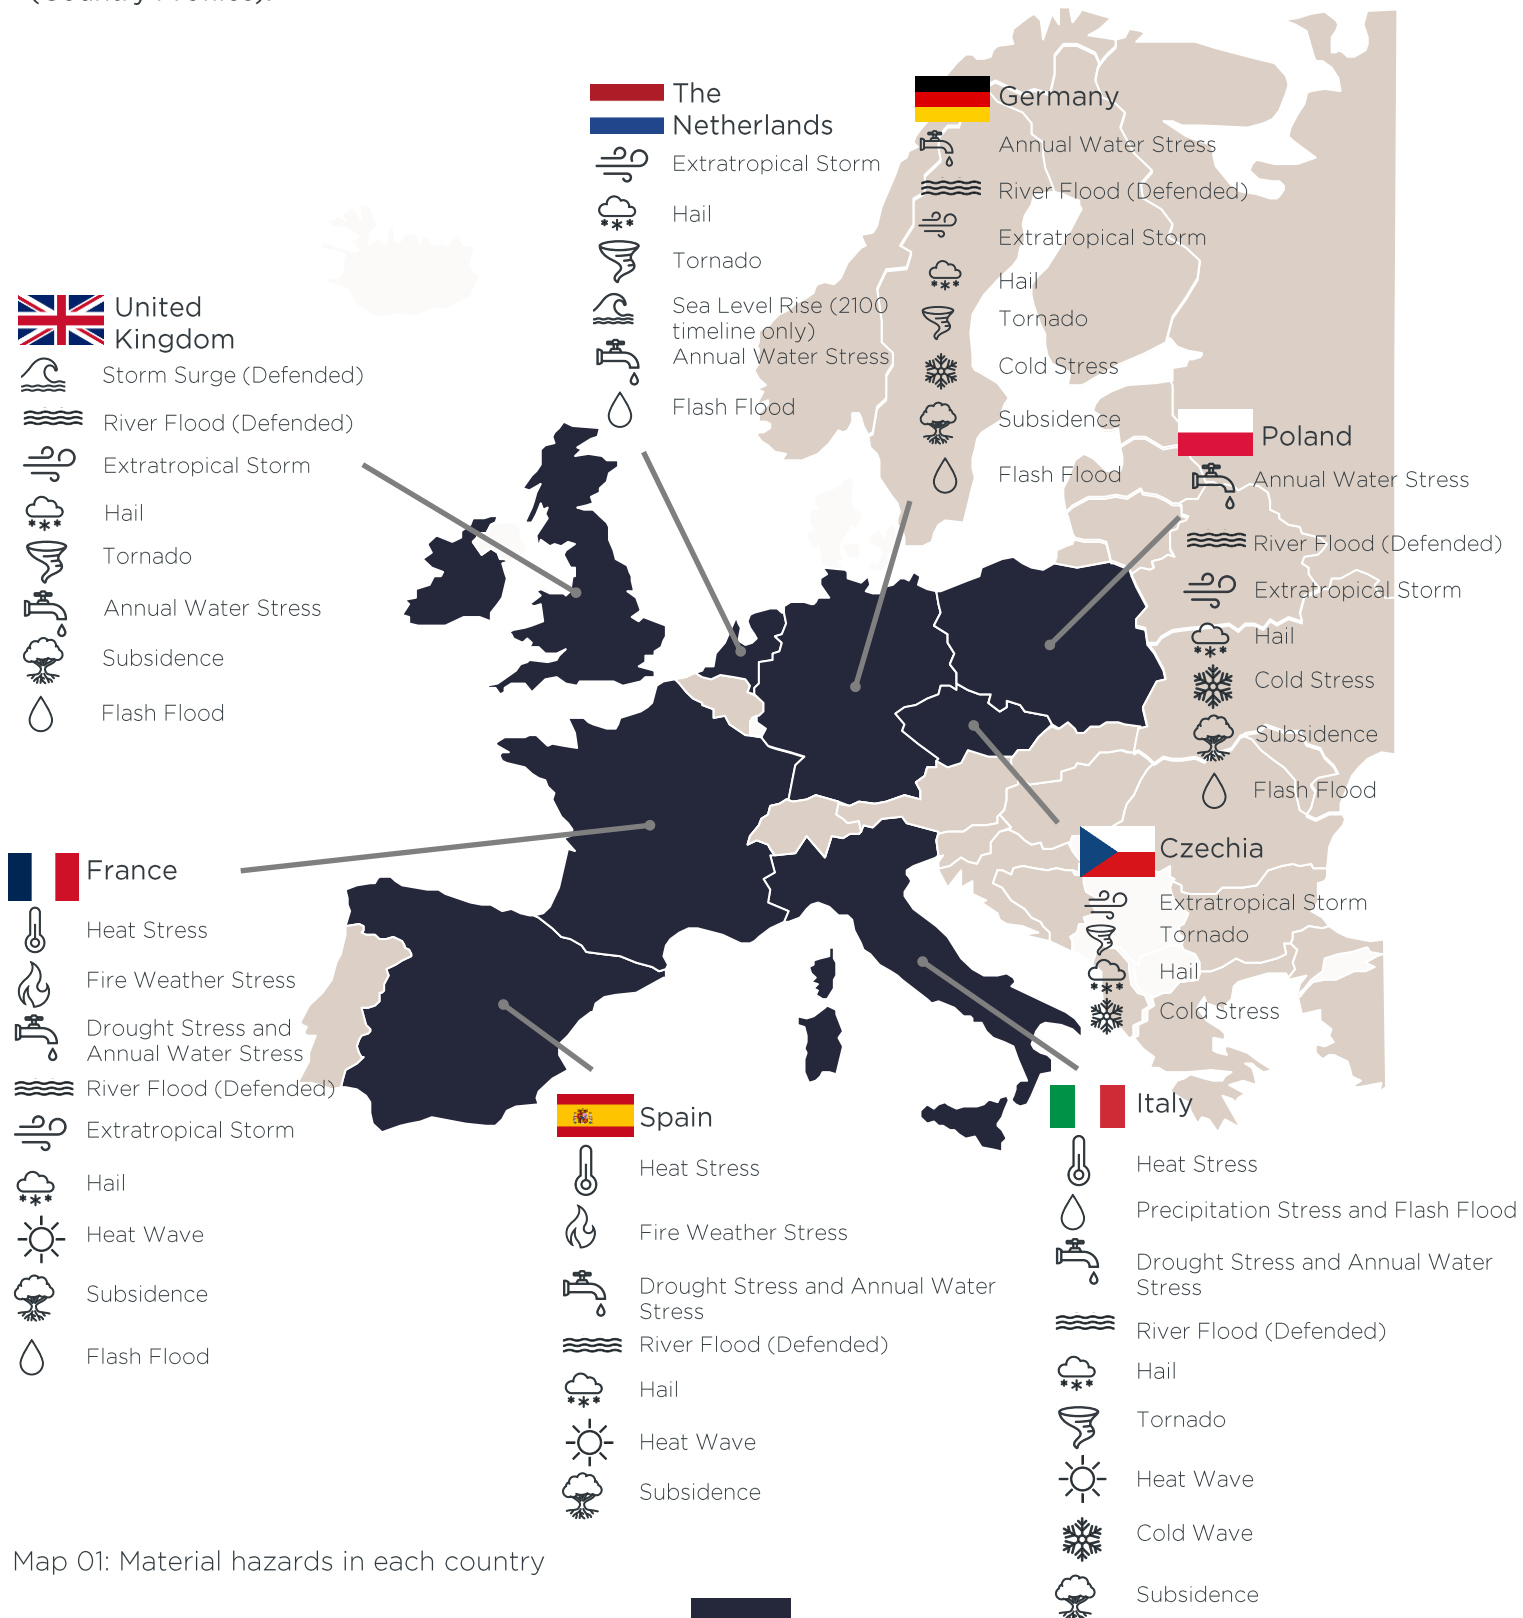 The
Netherlands
Extratropical Storm
Hail
Tornado
Sea Level Rise (2100
timeline only)
Annual Water Stress
Flash Flood
Germany
Annual Water Stress
River Flood (Defended)
Extratropical Storm
Hail
Tornado
Cold Stress
Subsidence
Flash Flood
United
Kingdom
Storm Surge (Defended)
River Flood (Defended)
Extratropical Storm
Hail
Tornado
Annual Water Stress
Subsidence
Flash Flood
Poland
Annual Water Stress
River Flood (Defended)
Extratropical Storm
Hail
Cold Stress
Subsidence
Flash Flood
Czechia
Extratropical Storm
Tornado
Hail
Cold Stress
France
Heat Stress
Fire Weather Stress
Drought Stress and
Annual Water Stress
River Flood (Defended)
Extratropical Storm
Hail
Heat Wave
Subsidence
Flash Flood
Spain
Heat Stress
Fire Weather Stress
Drought Stress and Annual Water
Stress
River Flood (Defended)
Hail
Heat Wave
Subsidence
Italy
Heat Stress
Precipitation Stress and Flash Flood
Drought Stress and Annual Water
Stress
River Flood (Defended)
Hail
Tornado
Heat Wave
Cold Wave
Subsidence
Map 01: Material hazards in each country